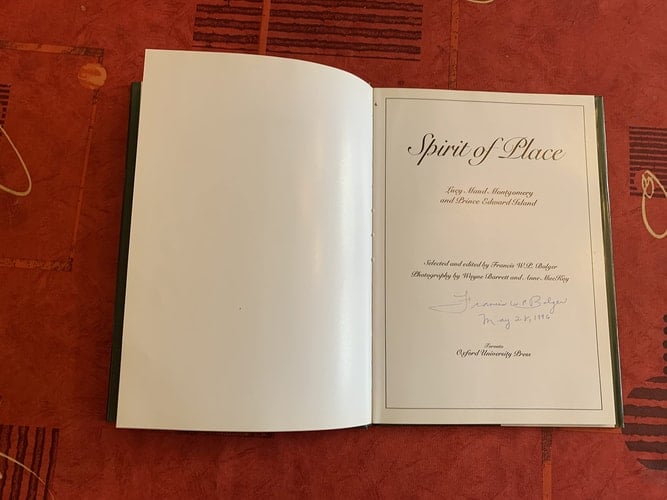 Spirit of Place
Lucy Maud Montgomery
and Prince Edward Island
Selected and edited by Francis W.P. Bolger
Photography by Wayne Barrett and Anne MacKay
Francis W.P. Bolger
May 28, 1996
Toronto
Oxford University Press